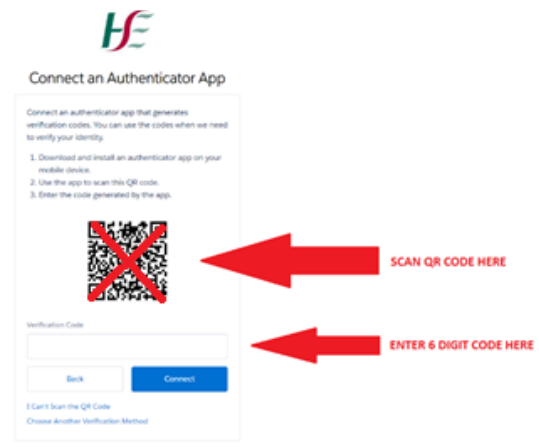 HSE
Connect an Authenticator App
Connect an authenticator app that generates
verification codes. You can use the codes when we need
to verify your identity.
1. Download and install an authenticator app on your
mobile device.
2. Use the app to scan this QR code.
3. Enter the code generated by the app.
SCAN QR CODE HERE
Verification Code
ENTER 6 DIGIT CODE HERE
Back
Connect
I Can't Scan the QR Code
Choose Another Verification Method